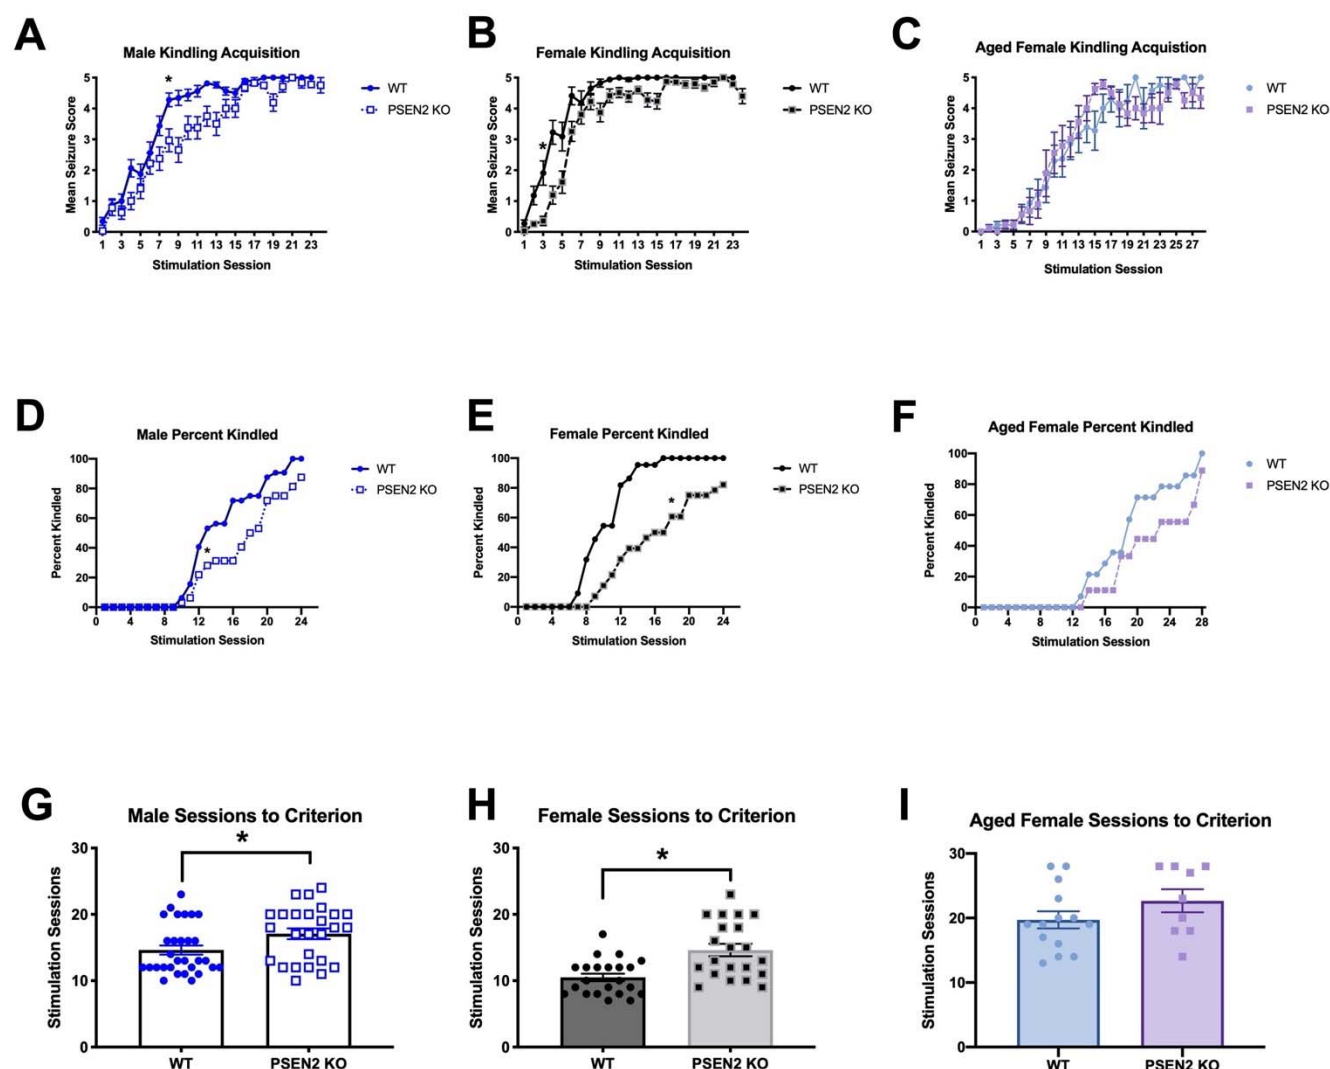 A
Male Kindling Acquisition
Mean Seizure Score
5
4
3
2
1
0
1 3 5 7 9 11 13 15 17 19 21 23
Stimulation Session
*
WT
PSEN2 KO
B
Female Kindling Acquisition
Mean Seizure Score
5
4
3
2
1
0
1 3 5 7 9 11 13 15 17 19 21 23
Stimulation Session
*
WT
PSEN2 KO
C
Aged Female Kindling Acquistion
Mean Seizure Score
5
4
3
2
1
0
1 3 5 7 9 11 13 15 17 19 21 23 25 27
Stimulation Session
WT
PSEN2 KO
D
Male Percent Kindled
Percent Kindled
100
80
60
40
20
0
0 4 8 12 16 20 24
Stimulation Session
*
WT
PSEN2 KO
E
Female Percent Kindled
Percent Kindled
100
80
60
40
20
0
0 4 8 12 16 20 24
Stimulation Session
*
WT
PSEN2 KO
F
Aged Female Percent Kindled
Percent Kindled
100
80
60
40
20
0
0 4 8 12 16 20 24 28
Stimulation Session
WT
PSEN2 KO
G
Male Sessions to Criterion
Stimulation Sessions
30
20
10
0
*
WT PSEN2 KO
H
Female Sessions to Criterion
Stimulation Sessions
30
20
10
0
*
WT PSEN2 KO
I
Aged Female Sessions to Criterion
Stimulation Sessions
30
20
10
0
WT PSEN2 KO